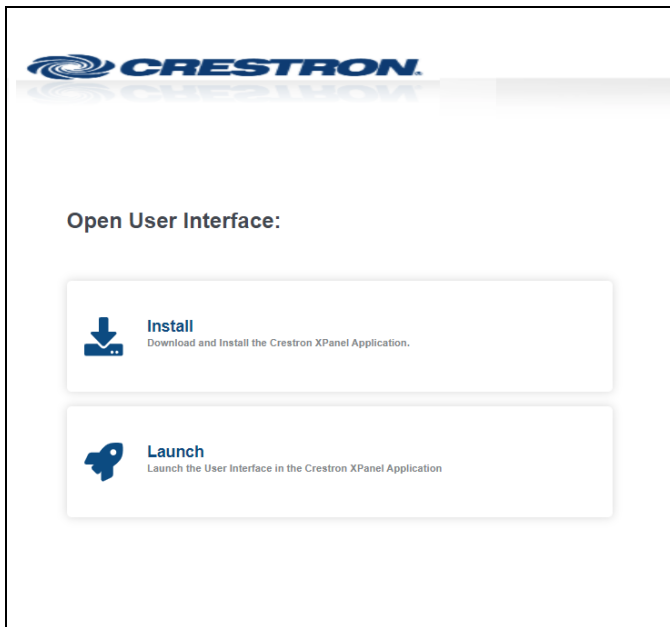 CRESTRON.
Open User Interface:
Install
Download and Install the Crestron XPanel Application.
Launch
Launch the User Interface in the Crestron XPanel Application